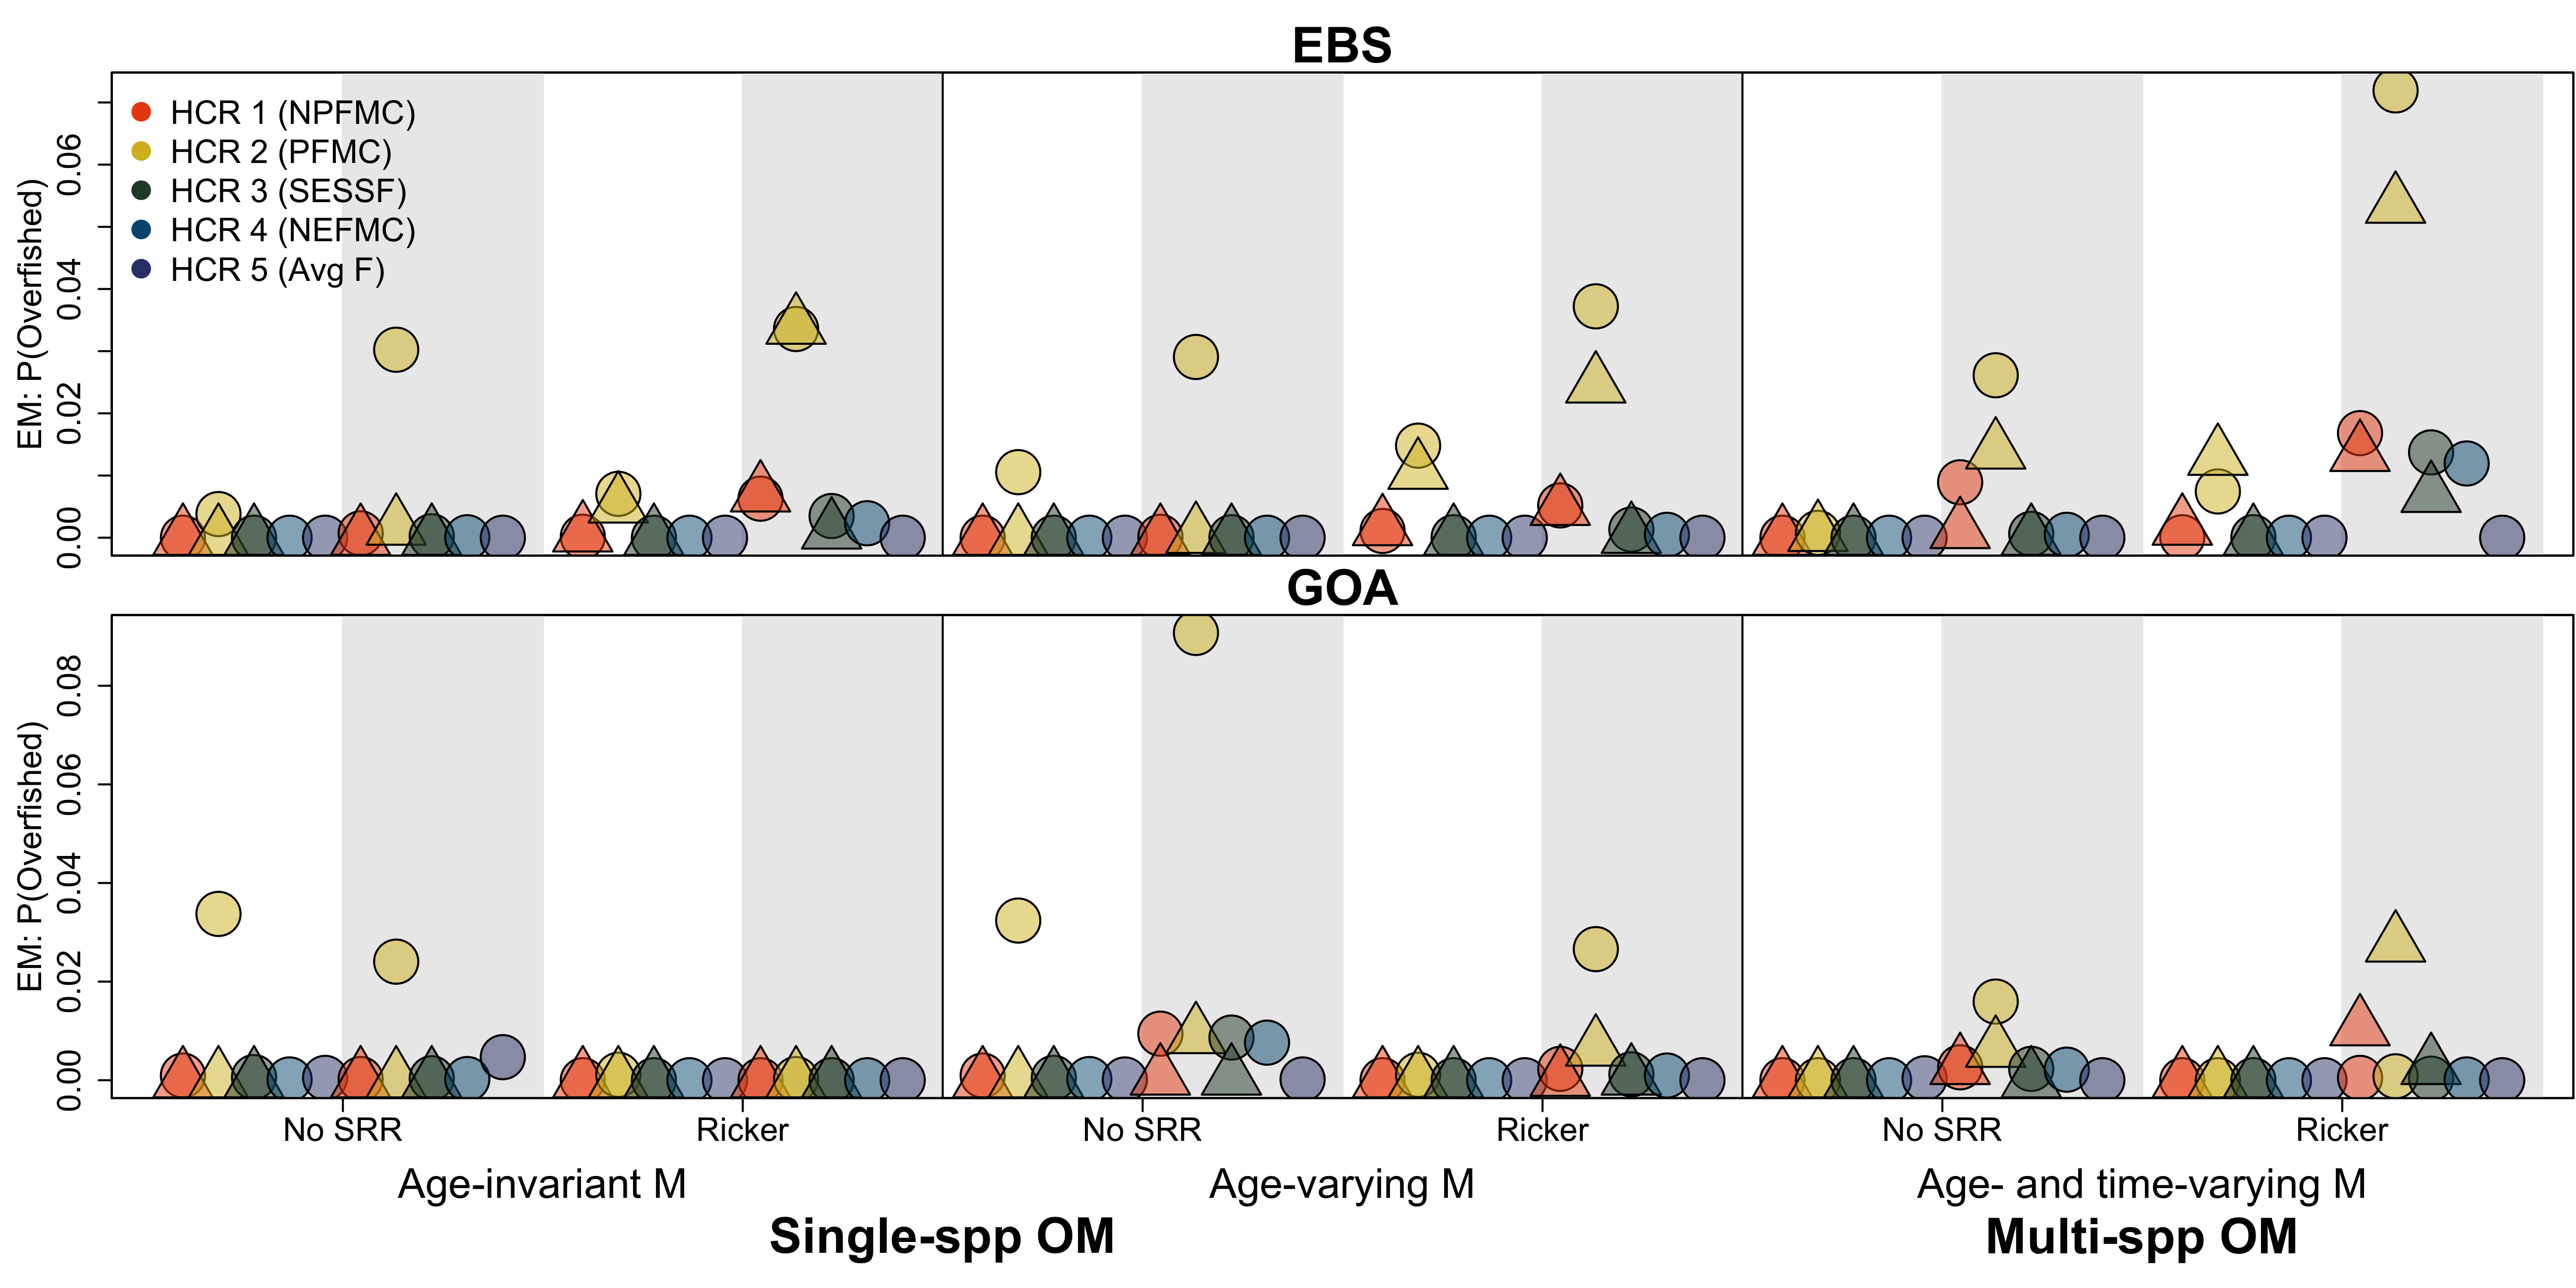 EBS
EM: P(Overfished)
0.06
0.04
0.02
0.00
HCR 1 (NPFMC)
HCR 2 (PFMC)
HCR 3 (SESSF)
HCR 4 (NEFMC)
HCR 5 (Avg F)
GOA
EM: P(Overfished)
0.08
0.06
0.04
0.02
0.00
No SRR Ricker No SRR Ricker No SRR Ricker
Age-invariant M Age-varying M Age- and time-varying M
Single-spp OM Multi-spp OM